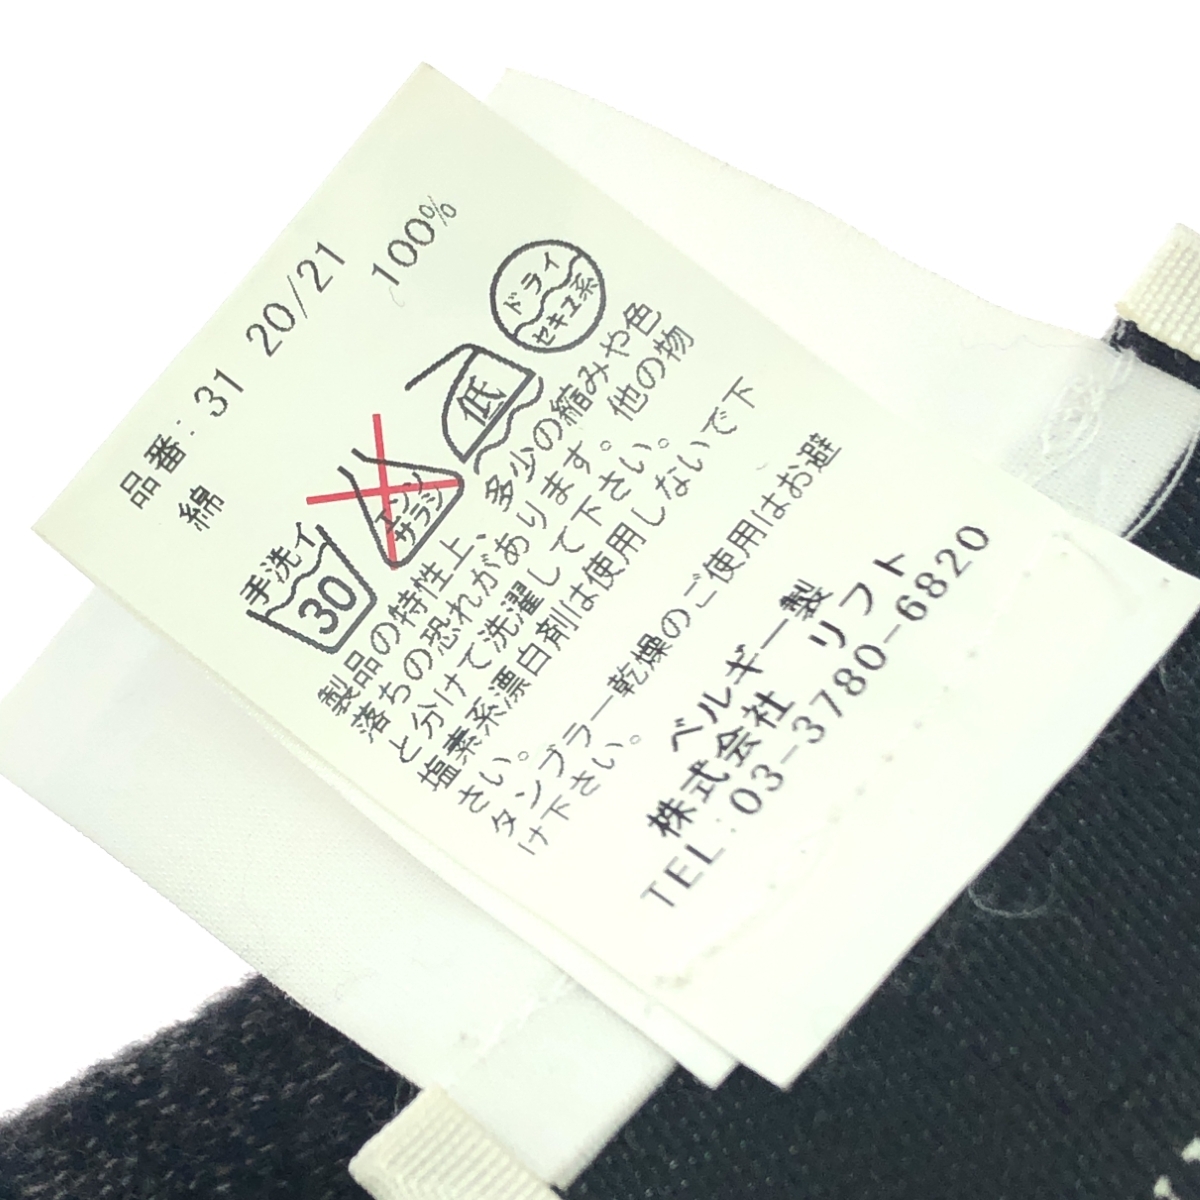 品番: 31 20/21
綿 100%
手洗イ
30
エンソ
サラシ
低
ドライ
セキユ系
製品の特性上、多少の縮みや色
落ちの恐れがあります。他の物
と分けて洗濯して下さい。
塩素系漂白剤は使用しないで下
さい。
タンブラー乾燥のご使用はお避
け下さい。
ベルギー製
株式会社 リフト
TEL:03-3780-6820